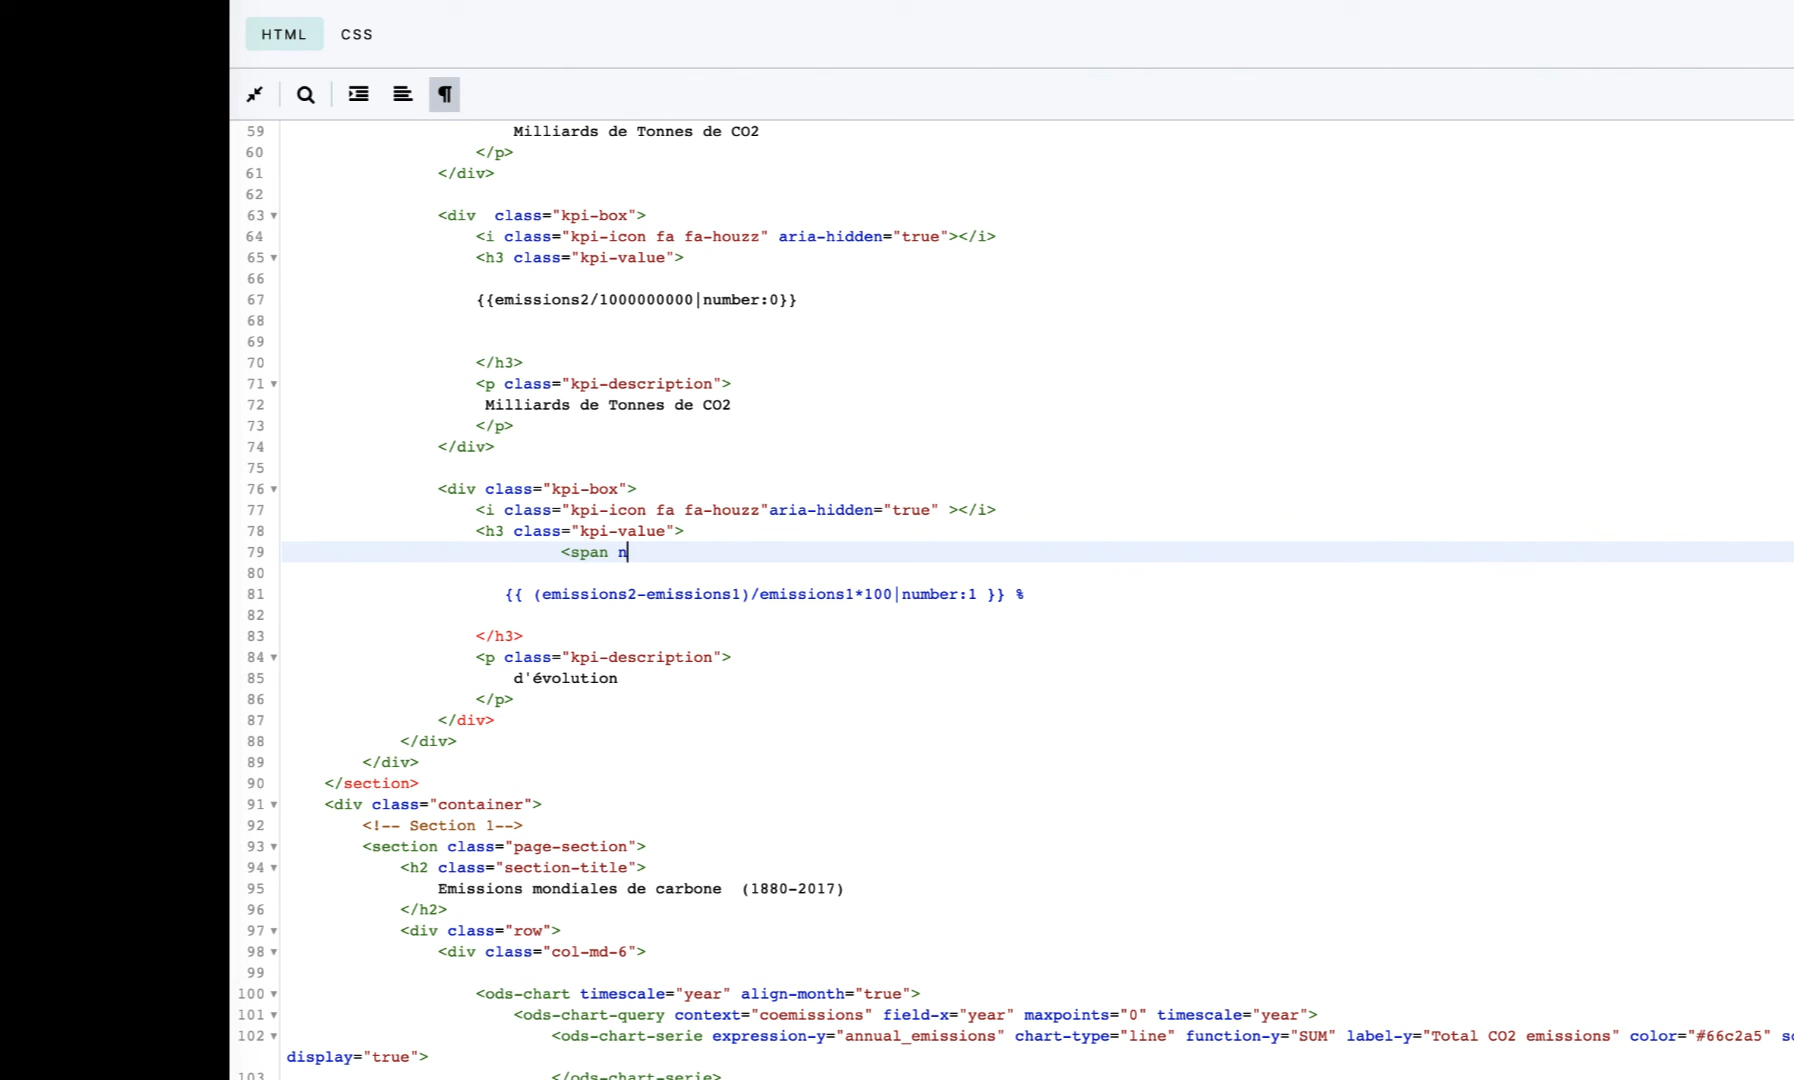 HTML CSS
59 Milliards de Tonnes de CO2
60 </p>
61 </div>
62
63 <div  class="kpi-box">
64 <i class="kpi-icon fa fa-houzz" aria-hidden="true"></i>
65 <h3 class="kpi-value">
66
67 {{emissions2/1000000000|number:0}}
68
69
70 </h3>
71 <p class="kpi-description">
72 Milliards de Tonnes de CO2
73 </p>
74 </div>
75
76 <div class="kpi-box">
77 <i class="kpi-icon fa fa-houzz"aria-hidden="true" ></i>
78 <h3 class="kpi-value">
79 <span n
80
81 {{ (emissions2-emissions1)/emissions1*100|number:1 }} %
82
83 </h3>
84 <p class="kpi-description">
85 d'évolution
86 </p>
87 </div>
88 </div>
89 </div>
90 </section>
91 <div class="container">
92 <!-- Section 1-->
93 <section class="page-section">
94 <h2 class="section-title">
95 Emissions mondiales de carbone  (1880-2017)
96 </h2>
97 <div class="row">
98 <div class="col-md-6">
99
100 <ods-chart timescale="year" align-month="true">
101 <ods-chart-query context="coemissions" field-x="year" maxpoints="0" timescale="year">
102 <ods-chart-serie expression-y="annual_emissions" chart-type="line" function-y="SUM" label-y="Total CO2 emissions" color="#66c2a5"
display="true">
103 </ods-chart-serie>